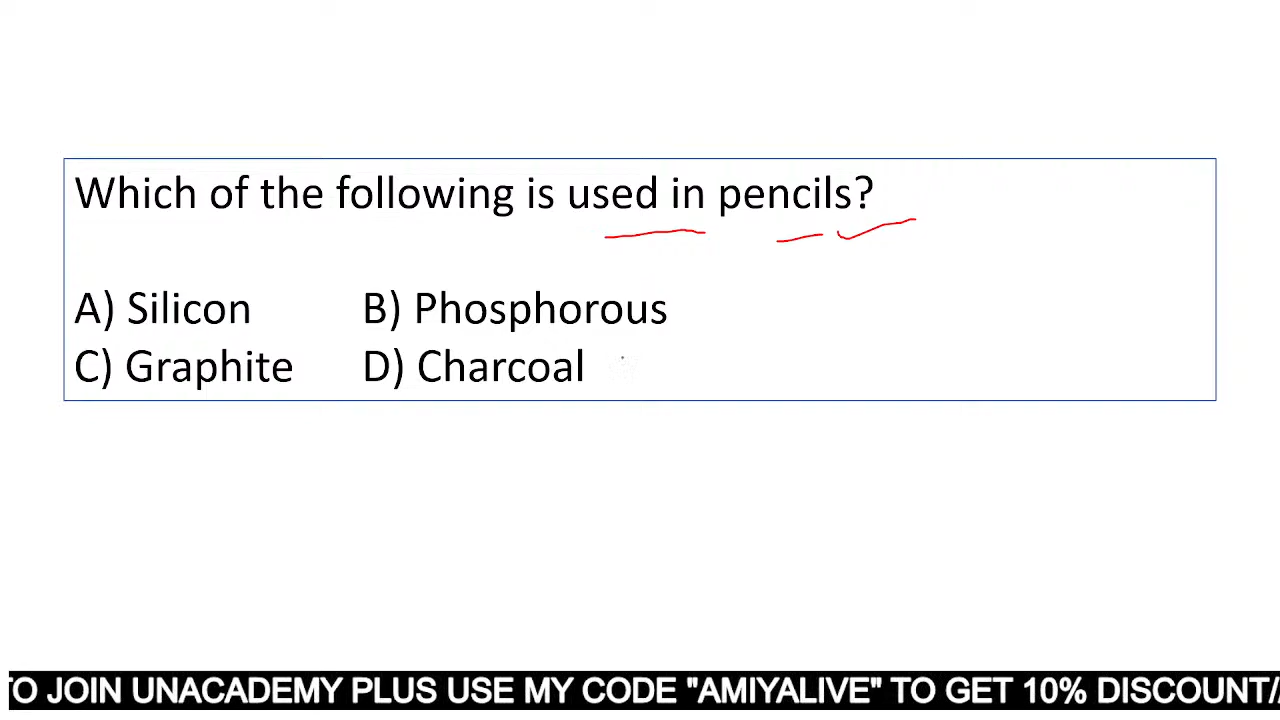 Which of the following is used in pencils?
A) Silicon B) Phosphorous
C) Graphite D) Charcoal
TO JOIN UNACADEMY PLUS USE MY CODE "AMIYALIVE" TO GET 10% DISCOUNT/